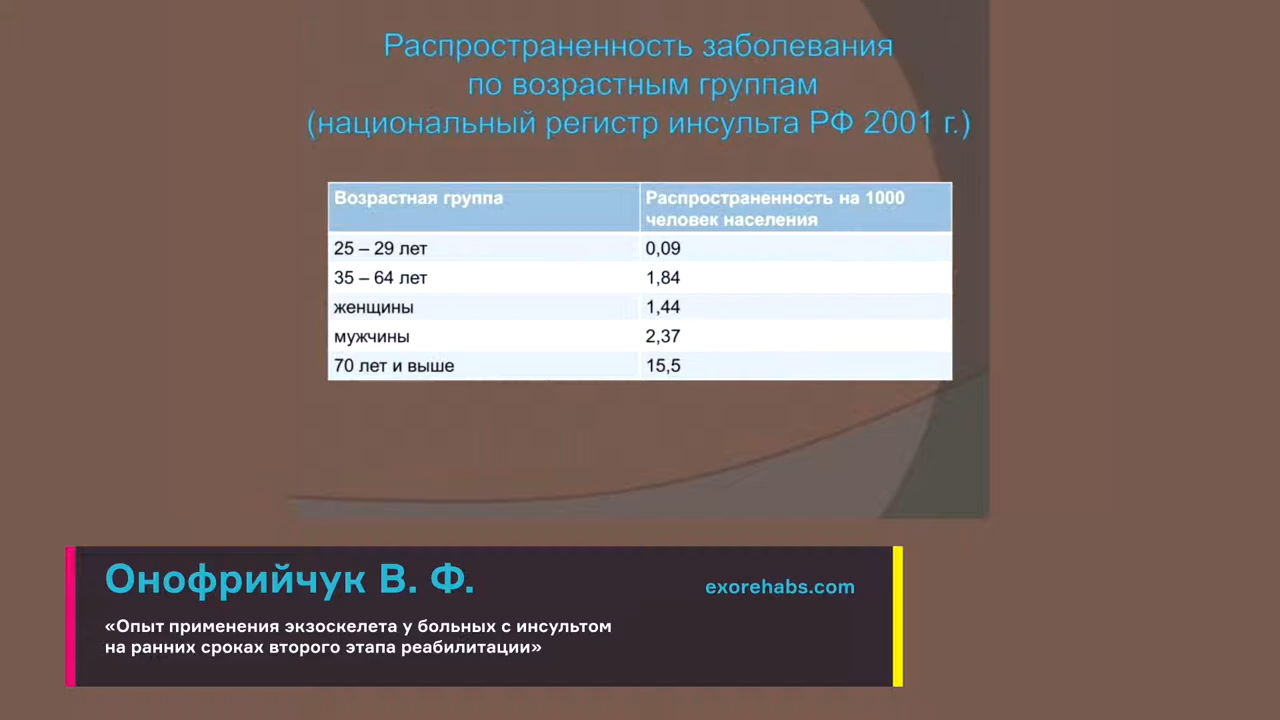 Распространенность заболевания
по возрастным группам
(национальный регистр инсульта РФ 2001 г.)
Возрастная группа
Распространенность на 1000
человек населения
25 – 29 лет
0,09
35 – 64 лет
1,84
женщины
1,44
мужчины
2,37
70 лет и выше
15,5
Онофрийчук В. Ф.
exorehabs.com
«Опыт применения экзоскелета у больных с инсультом
на ранних сроках второго этапа реабилитации»